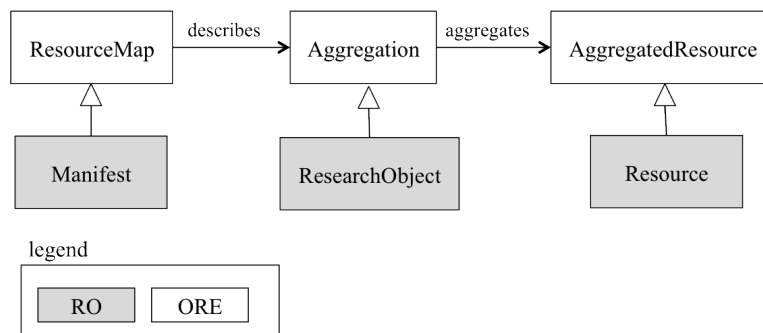 describes
aggregates
ResourceMap
Aggregation
AggregatedResource
Manifest
ResearchObject
Resource
legend
RO
ORE